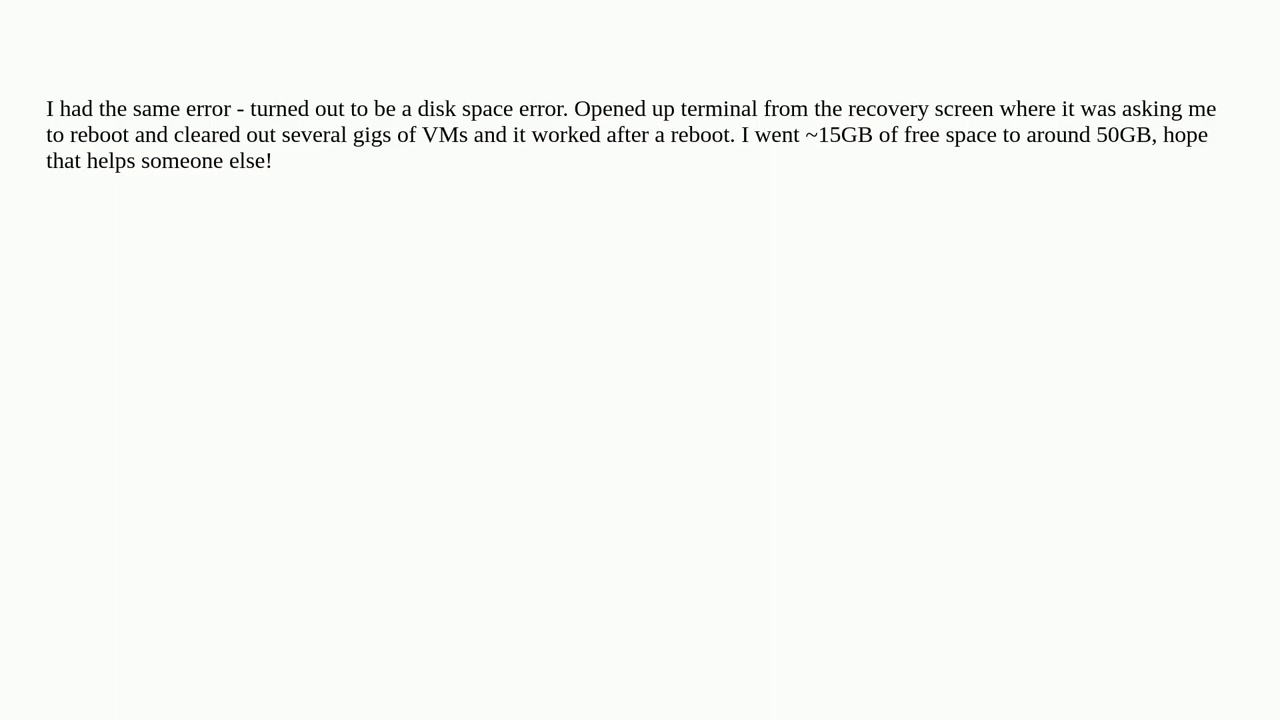 I had the same error - turned out to be a disk space error. Opened up terminal from the recovery screen where it was asking me
to reboot and cleared out several gigs of VMs and it worked after a reboot. I went ~15GB of free space to around 50GB, hope
that helps someone else!